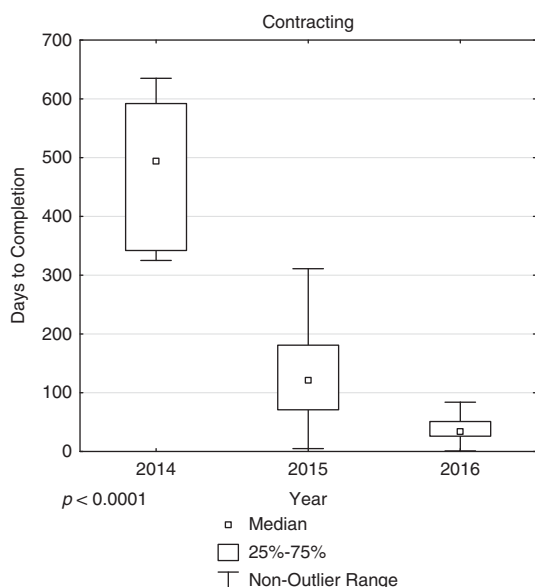 Contracting
700
600
500
400
300
200
100
0
Days to Completion
2014
2015
2016
p < 0.0001
Year
Median
25%-75%
Non-Outlier Range